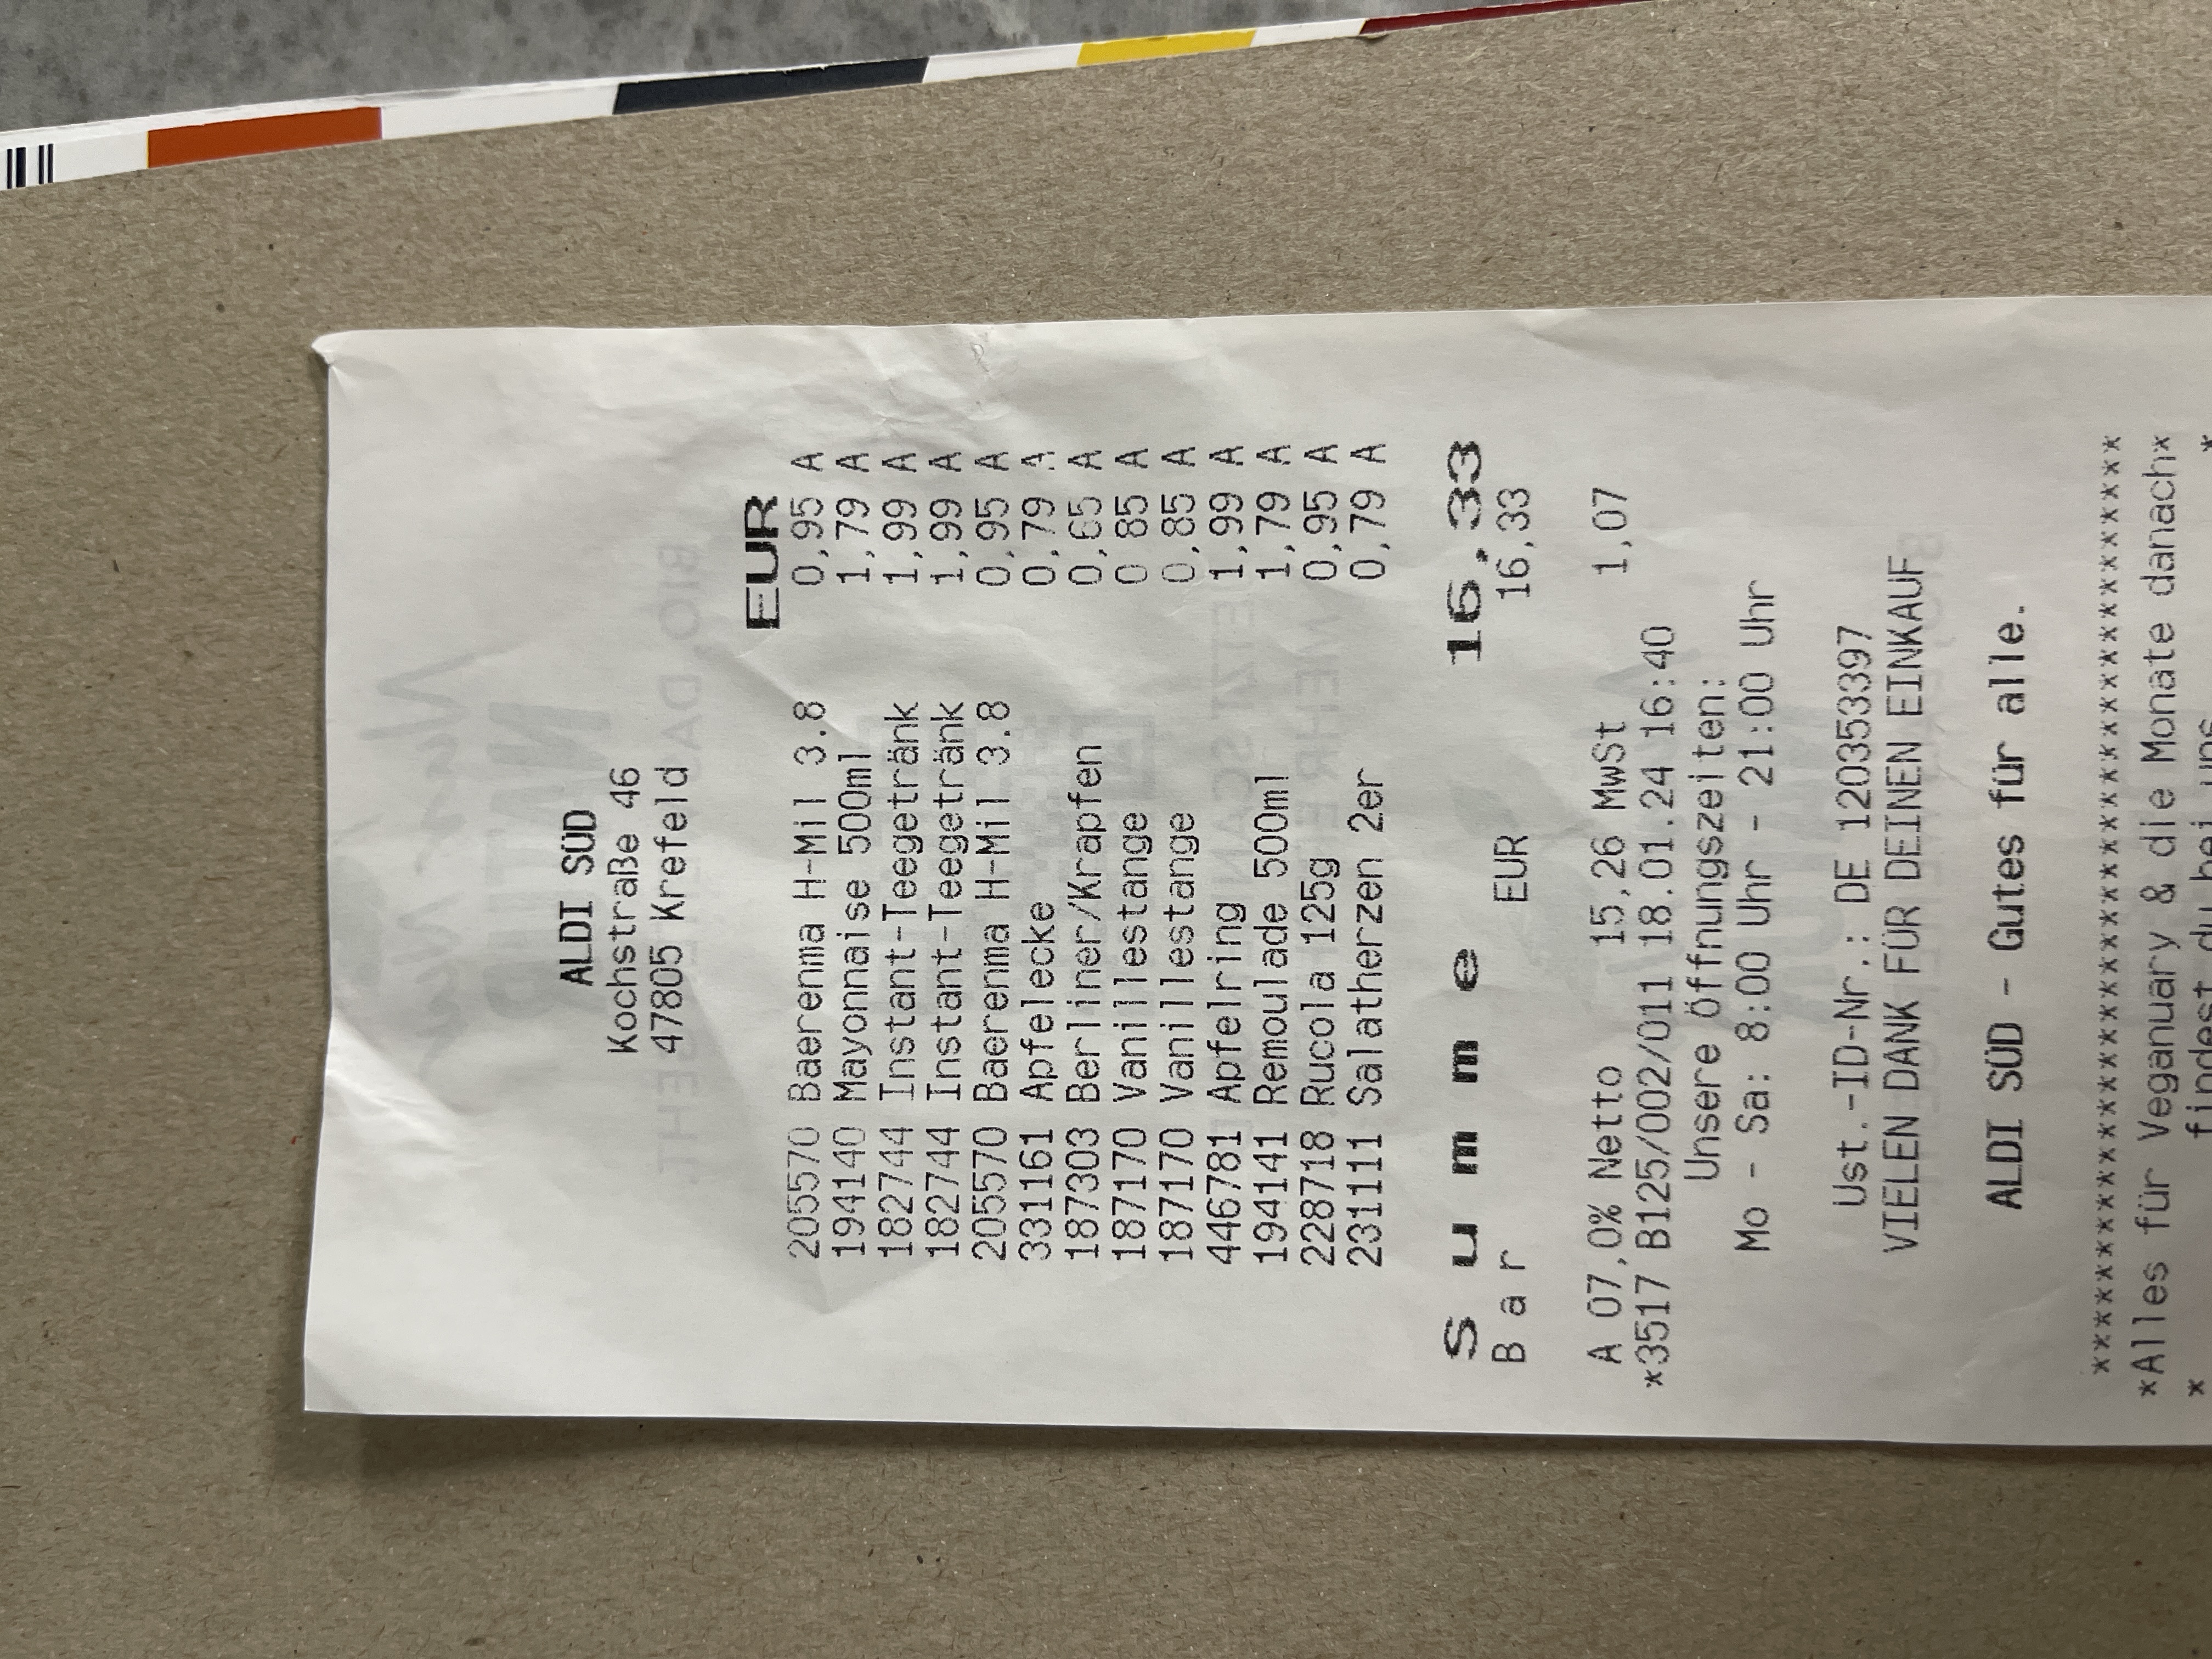 ALDI SÜD
Kochstraße 46
47805 Krefeld
EUR
205570 Baerenma H-Mil 3.8 0,95 A
194140 Mayonnaise 500ml 1,79 A
182744 Instant-Teegetränk 1,99 A
182744 Instant-Teegetränk 1,99 A
205570 Baerenma H-Mil 3.8 0,95 A
331161 Apfelecke 0,79 A
187303 Berliner/Krapfen 0,65 A
187170 Vanillestange 0 85 A
187170 Vanillestange 0,85 A
446781 Apfelring 1,99 A
194141 Remoulade 500ml 1,79 A
228718 Rucola 125g 0,95 A
231111 Salatherzen 2er 0,79 A
Summe 16,33
Bar EUR 16,33
A 07,0% Netto 15,26 MwSt 1,07
*3517 B125/002/011 18.01.24 16:40
Unsere Öffnungszeiten:
Mo - Sa: 8:00 Uhr - 21:00 Uhr
Ust.-ID-Nr.: DE 120353397
VIELEN DANK FÜR DEINEN EINKAUF
ALDI SÜD - Gutes für alle.
****************************************
*Alles für Veganuary & die Monate danach*
* findest du bei uns *